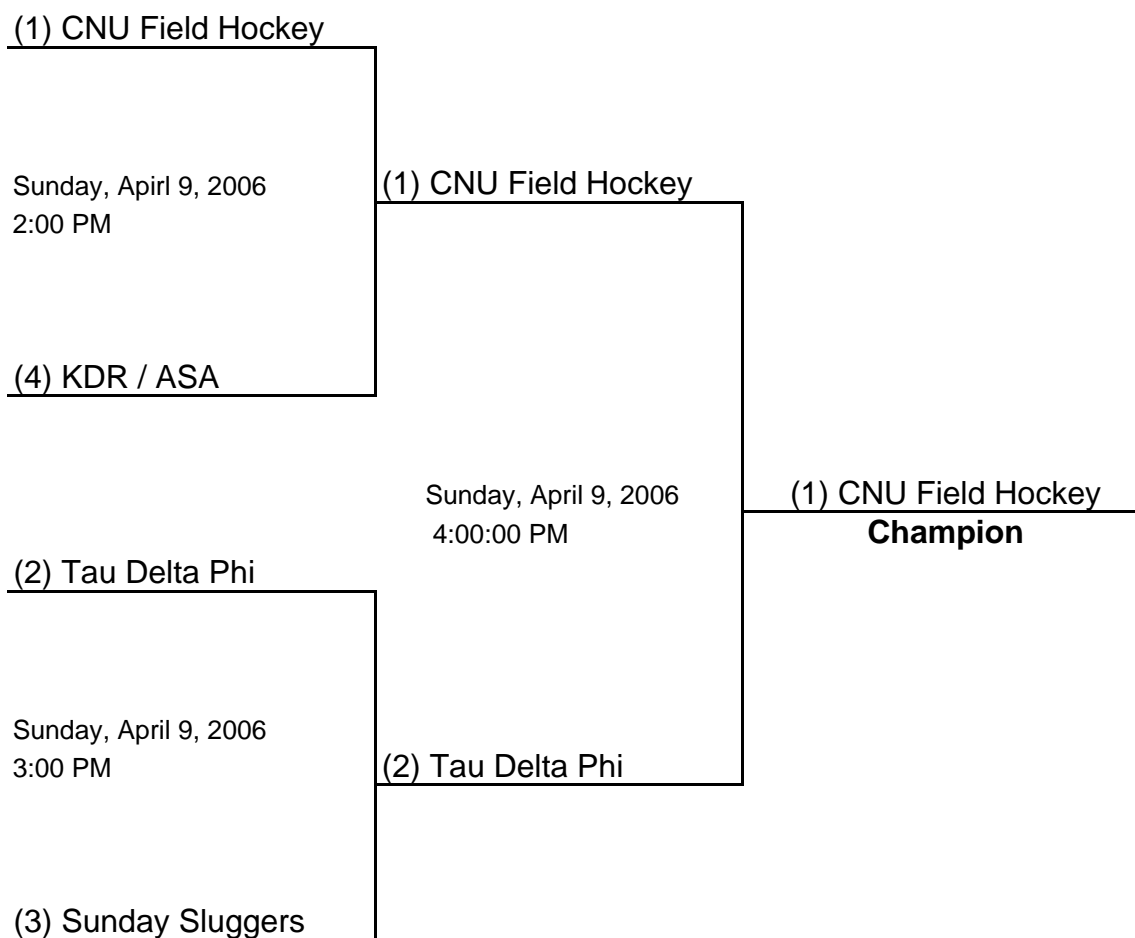 (1) CNU Field Hockey
Sunday, Apirl 9, 2006
2:00 PM
(1) CNU Field Hockey
(4) KDR / ASA
Sunday, April 9, 2006
4:00:00 PM
(1) CNU Field Hockey
Champion
(2) Tau Delta Phi
Sunday, April 9, 2006
3:00 PM
(2) Tau Delta Phi
(3) Sunday Sluggers